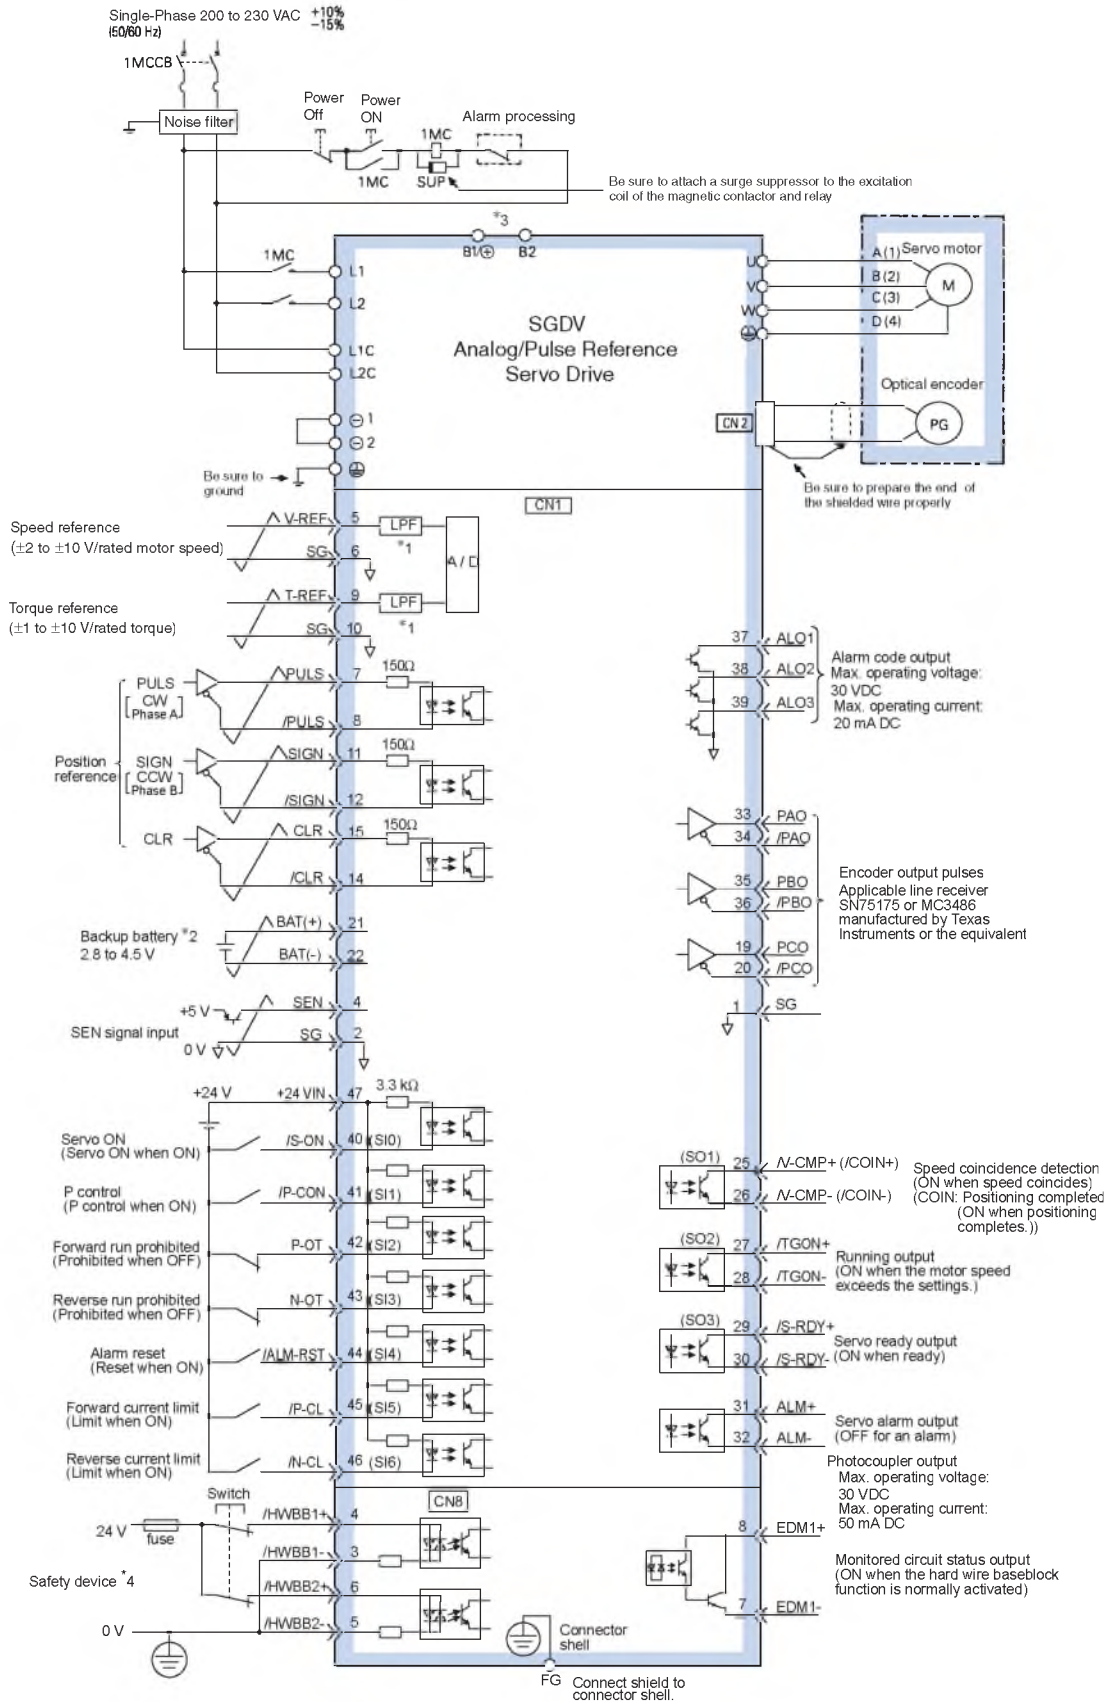 Single-Phase 200 to 230 VAC +10% –15%
(50/60 Hz)
1MCCB
Noise filter
Power Off
Power ON
Alarm processing
1MC
1MC
SUP
Be sure to attach a surge suppressor to the excitation
coil of the magnetic contactor and relay
*3
B1/⊕ B2
1MC
L1
L2
L1C
L2C
⊖ 1
⊖ 2
Be sure to
ground
SGDV
Analog/Pulse Reference
Servo Drive
U
V
W
A (1)
B (2)
C (3)
D (4)
Servo motor
M
Optical encoder
PG
CN 2
Be sure to prepare the end of
the shielded wire properly
CN1
Speed reference
(±2 to ±10 V/rated motor speed)
V-REF 5 LPF
*1
SG 6
A / D
Torque reference
(±1 to ±10 V/rated torque)
T-REF 9 LPF
*1
SG 10
Position
reference
PULS
CW
Phase A
PULS 7 150Ω
/PULS 8
SIGN
CCW
Phase B
SIGN 11 150Ω
/SIGN 12
CLR
CLR 15 150Ω
/CLR 14
Backup battery *2
2.8 to 4.5 V
BAT(+) 21
BAT(-) 22
SEN signal input
+5 V
0 V
SEN 4
SG 2
+24 V
+24 VIN 47 3.3 kΩ
Servo ON
(Servo ON when ON)
/S-ON 40 (SI0)
P control
(P control when ON)
/P-CON 41 (SI1)
Forward run prohibited
(Prohibited when OFF)
P-OT 42 (SI2)
Reverse run prohibited
(Prohibited when OFF)
N-OT 43 (SI3)
Alarm reset
(Reset when ON)
/ALM-RST 44 (SI4)
Forward current limit
(Limit when ON)
/P-CL 45 (SI5)
Reverse current limit
(Limit when ON)
/N-CL 46 (SI6)
37 ALO1
38 ALO2
39 ALO3
Alarm code output
Max. operating voltage:
30 VDC
Max. operating current:
20 mA DC
33 PAO
34 /PAO
35 PBO
36 /PBO
19 PCO
20 /PCO
Encoder output pulses
Applicable line receiver
SN75175 or MC3486
manufactured by Texas
Instruments or the equivalent
1 SG
(SO1) 25 /V-CMP+ (/COIN+)
26 /V-CMP- (/COIN-)
Speed coincidence detection
(ON when speed coincides)
(COIN: Positioning completed
(ON when positioning
completes.))
(SO2) 27 /TGON+
28 /TGON-
Running output
(ON when the motor speed
exceeds the settings.)
(SO3) 29 /S-RDY+
30 /S-RDY-
Servo ready output
(ON when ready)
31 ALM+
32 ALM-
Servo alarm output
(OFF for an alarm)
Photocoupler output
Max. operating voltage:
30 VDC
Max. operating current:
50 mA DC
CN8
Switch
24 V
fuse
Safety device *4
0 V
/HWBB1+ 4
/HWBB1- 3
/HWBB2+ 6
/HWBB2- 5
8 EDM1+
7 EDM1-
Monitored circuit status output
(ON when the hard wire baseblock
function is normally activated)
Connector
shell
FG
Connect shield to
connector shell.